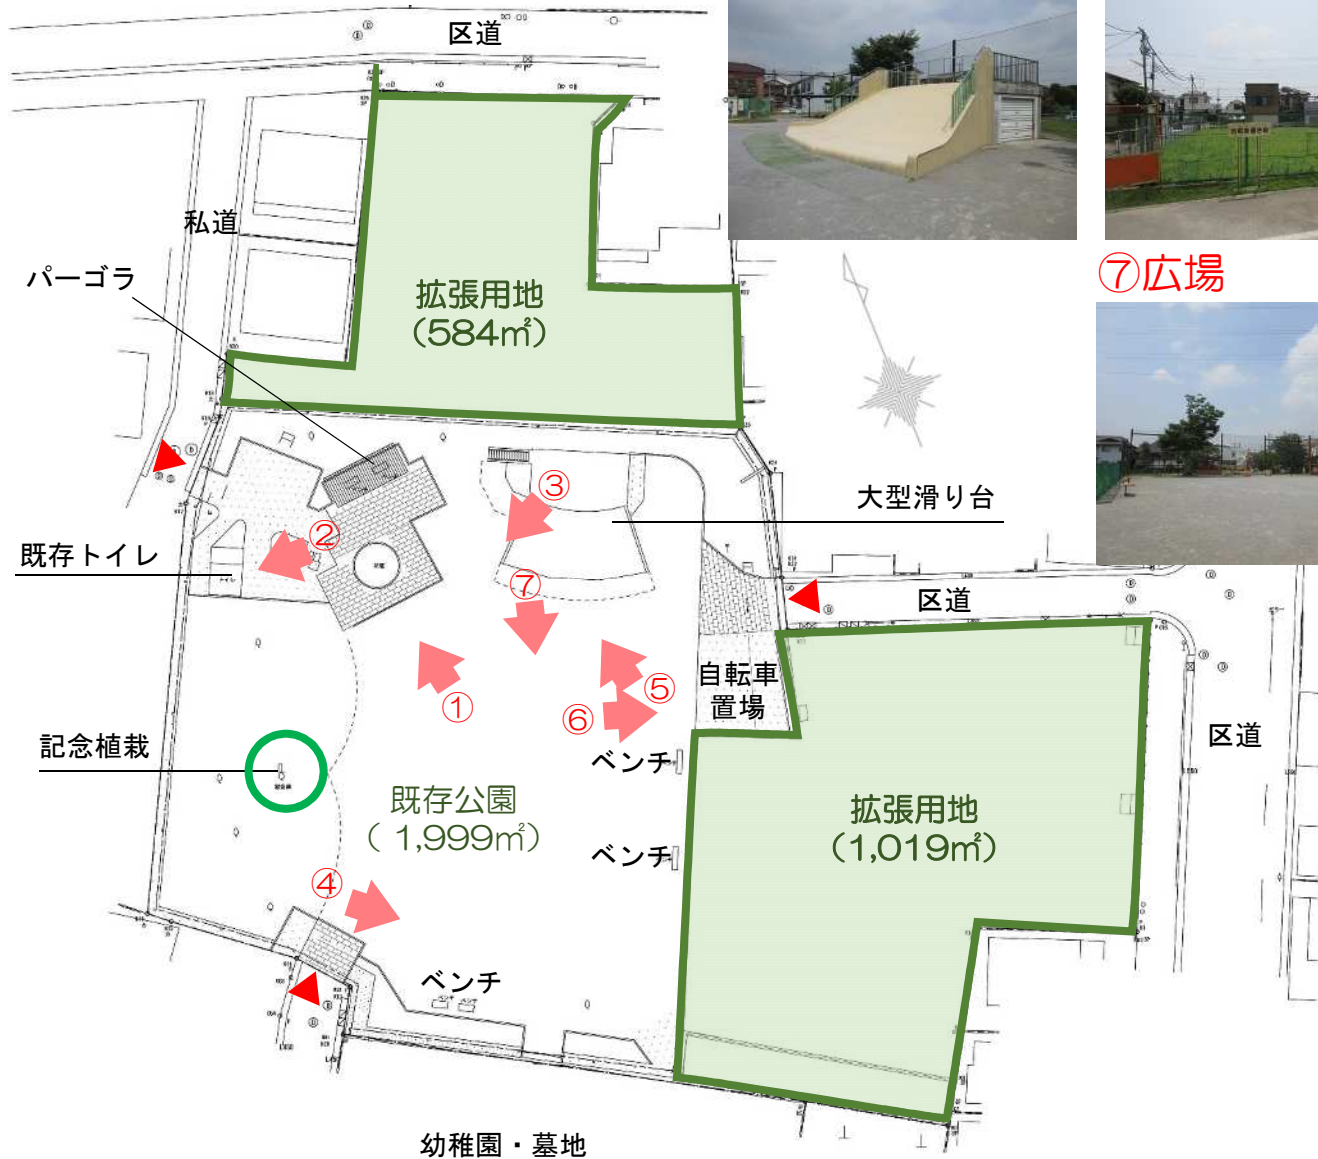 区道
私道
パーゴラ
拡張用地
(584㎡)
⑦広場
③
大型滑り台
②
既存トイレ
⑦
区道
自転車
置場
⑤
①
⑥
区道
記念植栽
ベンチ
既存公園
( 1,999㎡)
拡張用地
(1,019㎡)
ベンチ
④
ベンチ
幼稚園・墓地